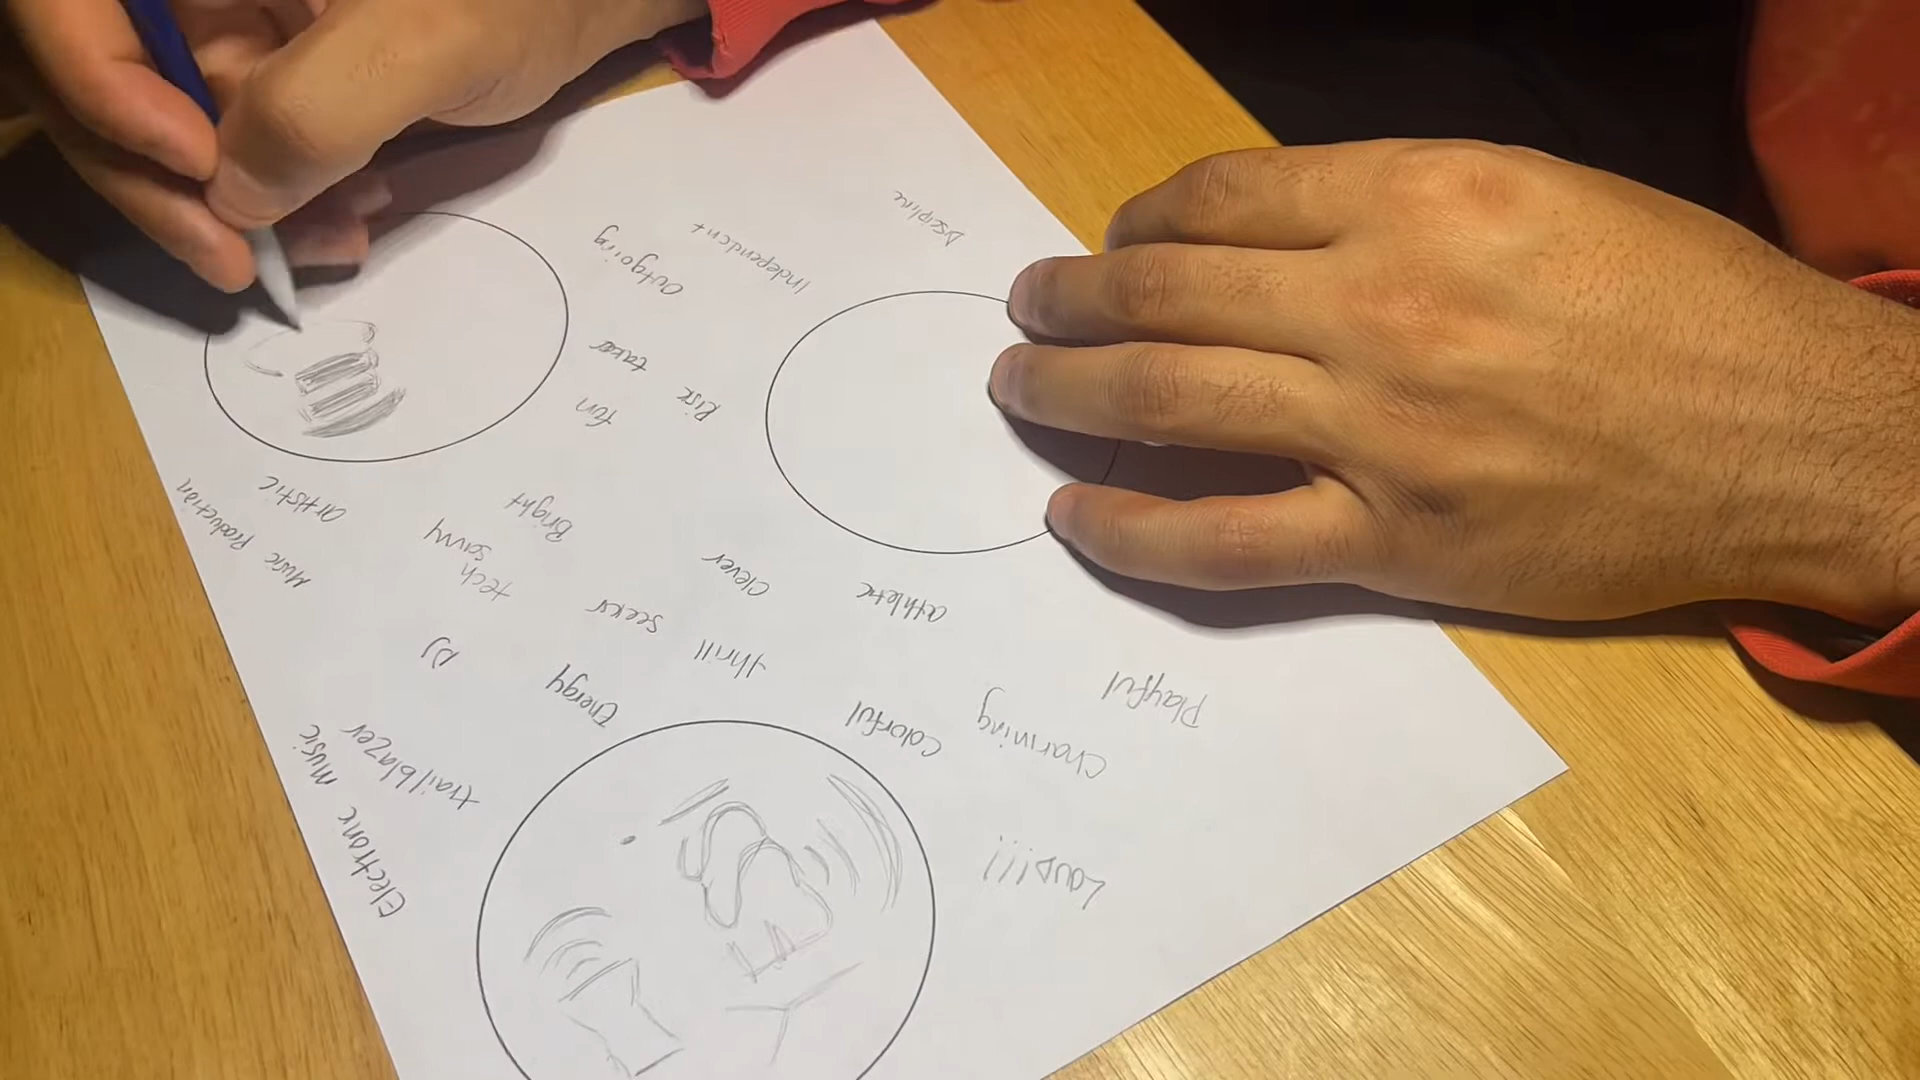 LOUD!!!
Playful
Charming
Colorful
Electronic Music
trailblazer
Energy
thrill
seeker
DJ
athletic
Clever
tech
savvy
Music Production
artistic
Bright
Risk
taker
fun
Outgoing
Independent
Discipline